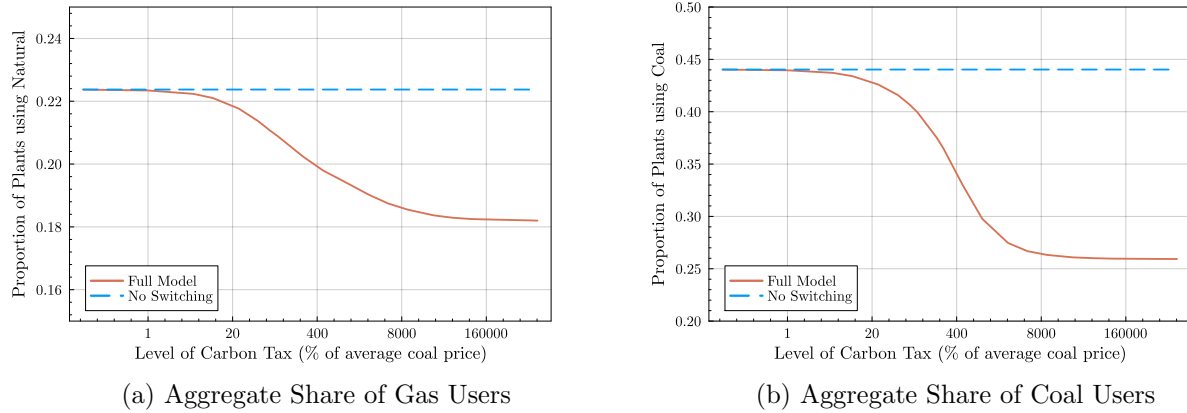 Proportion of Plants using Natural
0.24
0.22
0.20
0.18
0.16
Full Model
No Switching
1
20
400
8000
160000
Level of Carbon Tax (% of average coal price)
(a) Aggregate Share of Gas Users
Proportion of Plants using Coal
0.50
0.45
0.40
0.35
0.30
0.25
0.20
Full Model
No Switching
1
20
400
8000
160000
Level of Carbon Tax (% of average coal price)
(b) Aggregate Share of Coal Users